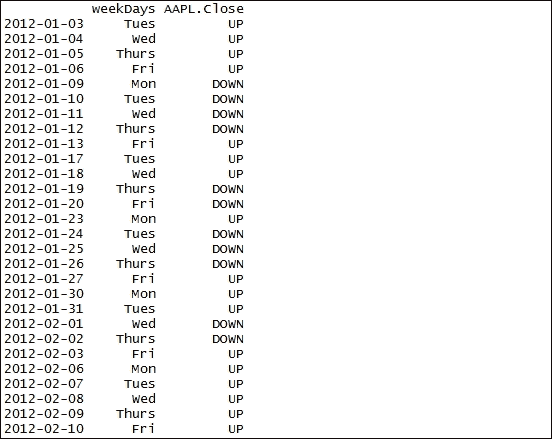 weekDays AAPL.Close
2012-01-03 Tues UP
2012-01-04 Wed UP
2012-01-05 Thurs UP
2012-01-06 Fri UP
2012-01-09 Mon DOWN
2012-01-10 Tues DOWN
2012-01-11 Wed DOWN
2012-01-12 Thurs DOWN
2012-01-13 Fri UP
2012-01-17 Tues UP
2012-01-18 Wed UP
2012-01-19 Thurs DOWN
2012-01-20 Fri DOWN
2012-01-23 Mon UP
2012-01-24 Tues DOWN
2012-01-25 Wed DOWN
2012-01-26 Thurs DOWN
2012-01-27 Fri UP
2012-01-30 Mon UP
2012-01-31 Tues UP
2012-02-01 Wed DOWN
2012-02-02 Thurs DOWN
2012-02-03 Fri UP
2012-02-06 Mon UP
2012-02-07 Tues UP
2012-02-08 Wed UP
2012-02-09 Thurs UP
2012-02-10 Fri UP